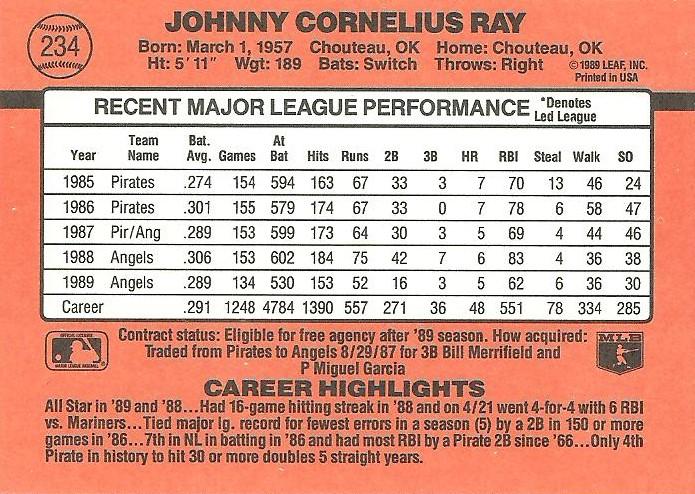 234
JOHNNY CORNELIUS RAY
Born: March 1, 1957 Chouteau, OK Home: Chouteau, OK
Ht: 5' 11" Wgt: 189 Bats: Switch Throws: Right ©1989 LEAF, INC.
Printed in USA
RECENT MAJOR LEAGUE PERFORMANCE *Denotes
Led League
Year Team Name Bat. Avg. Games At Bat Hits Runs 2B 3B HR RBI Steal Walk SO
1985 Pirates .274 154 594 163 67 33 3 7 70 13 46 24
1986 Pirates .301 155 579 174 67 33 0 7 78 6 58 47
1987 Pir/Ang .289 153 599 173 64 30 3 5 69 4 44 46
1988 Angels .306 153 602 184 75 42 7 6 83 4 36 38
1989 Angels .289 134 530 153 52 16 3 5 62 6 36 30
Career .291 1248 4784 1390 557 271 36 48 551 78 334 285
Contract status: Eligible for free agency after '89 season. How acquired:
Traded from Pirates to Angels 8/29/87 for 3B Bill Merrifield and
P Miguel Garcia
OFFICIAL LICENSEE
MAJOR LEAGUE BASEBALL
MLB
CAREER HIGHLIGHTS
All Star in '89 and '88...Had 16-game hitting streak in '88 and on 4/21 went 4-for-4 with 6 RBI
vs. Mariners...Tied major lg. record for fewest errors in a season (5) by a 2B in 150 or more
games in '86...7th in NL in batting in '86 and had most RBI by a Pirate 2B since '66...Only 4th
Pirate in history to hit 30 or more doubles 5 straight years.